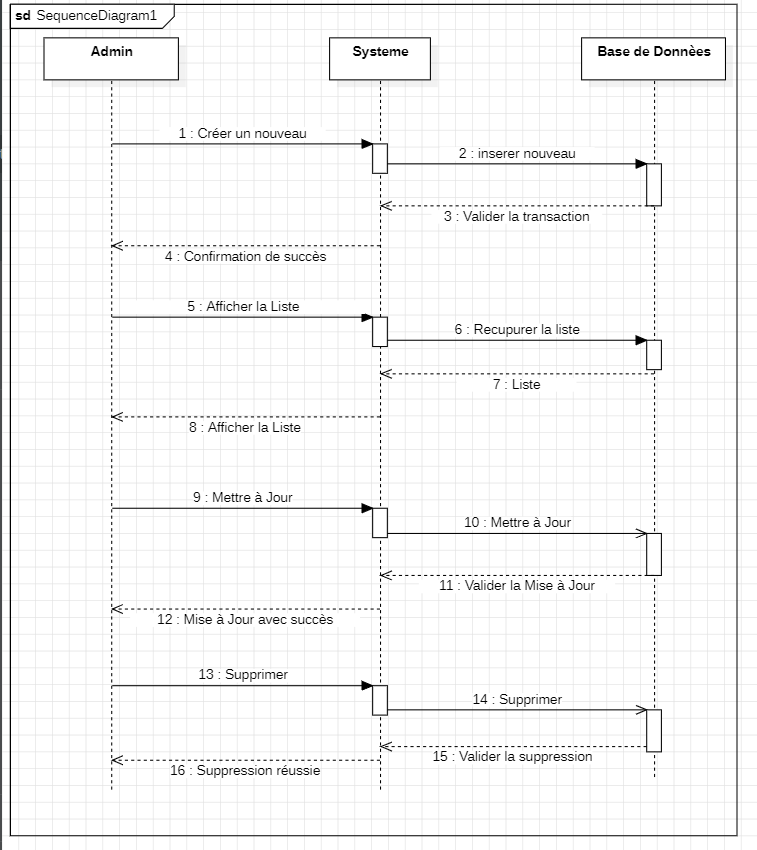 sd SequenceDiagram1
Admin
Systeme
Base de Donnèes
1 : Créer un nouveau
2 : inserer nouveau
3 : Valider la transaction
4 : Confirmation de succès
5 : Afficher la Liste
6 : Recupurer la liste
7 : Liste
8 : Afficher la Liste
9 : Mettre à Jour
10 : Mettre à Jour
11 : Valider la Mise à Jour
12 : Mise à Jour avec succès
13 : Supprimer
14 : Supprimer
15 : Valider la suppression
16 : Suppression réussie